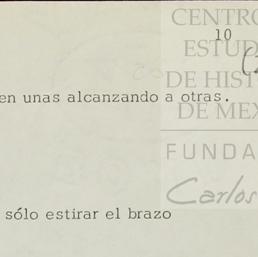 CENTRO
10
ESTUD
DE HIST
en unas alcanzando a otras.
DE MEX
FUNDA
Carlos
sólo estirar el brazo